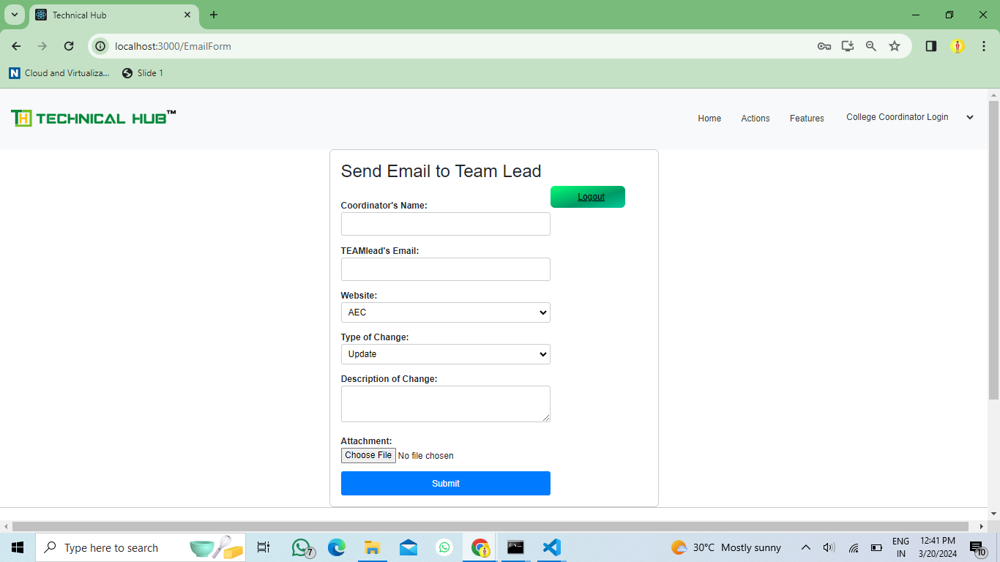 Technical Hub
localhost:3000/EmailForm
Cloud and Virtualiza...
Slide 1
TH TECHNICAL HUB™
Home
Actions
Features
College Coordinator Login
Send Email to Team Lead
Logout
Coordinator's Name:
TEAMlead's Email:
Website:
AEC
Type of Change:
Update
Description of Change:
Attachment:
Choose File No file chosen
Submit
Type here to search
7
30°C Mostly sunny
ENG
IN
12:41 PM
3/20/2024
10